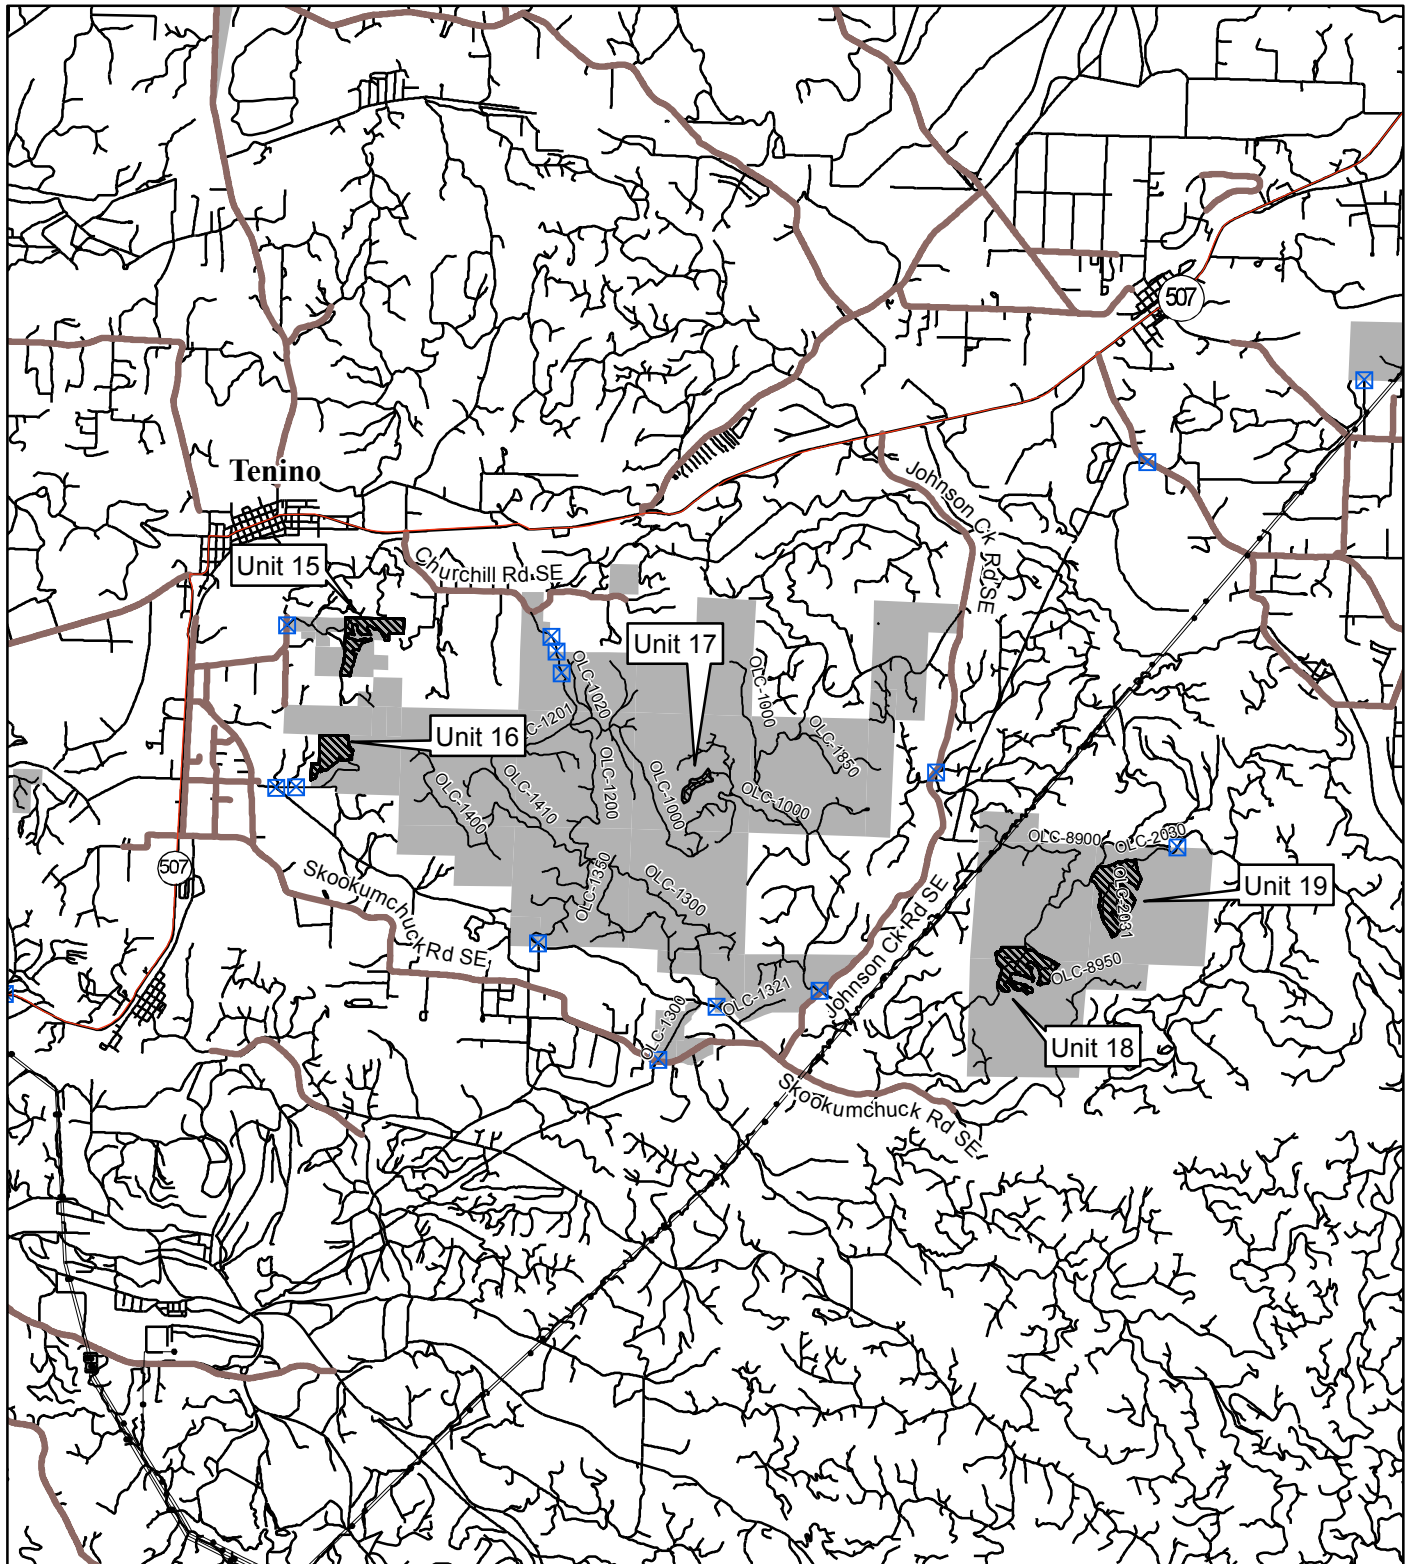 507
Tenino
Johnson Ck Rd SE
Unit 15
Churchill Rd SE
Unit 17
OLC-1020
OLC-1000
C-1201
Unit 16
OLC-1850
OLC-1410
OLC-1200
OLC-1000
OLC-1400
OLC-1000
OLC-8900
OLC-2030
507
Skookumchuck Rd SE
OLC-1350
OLC-1300
Johnson Ck Rd SE
OLC-2031
Unit 19
OLC-8950
OLC-1321
OLC-1300
Unit 18
Skookumchuck Rd SE